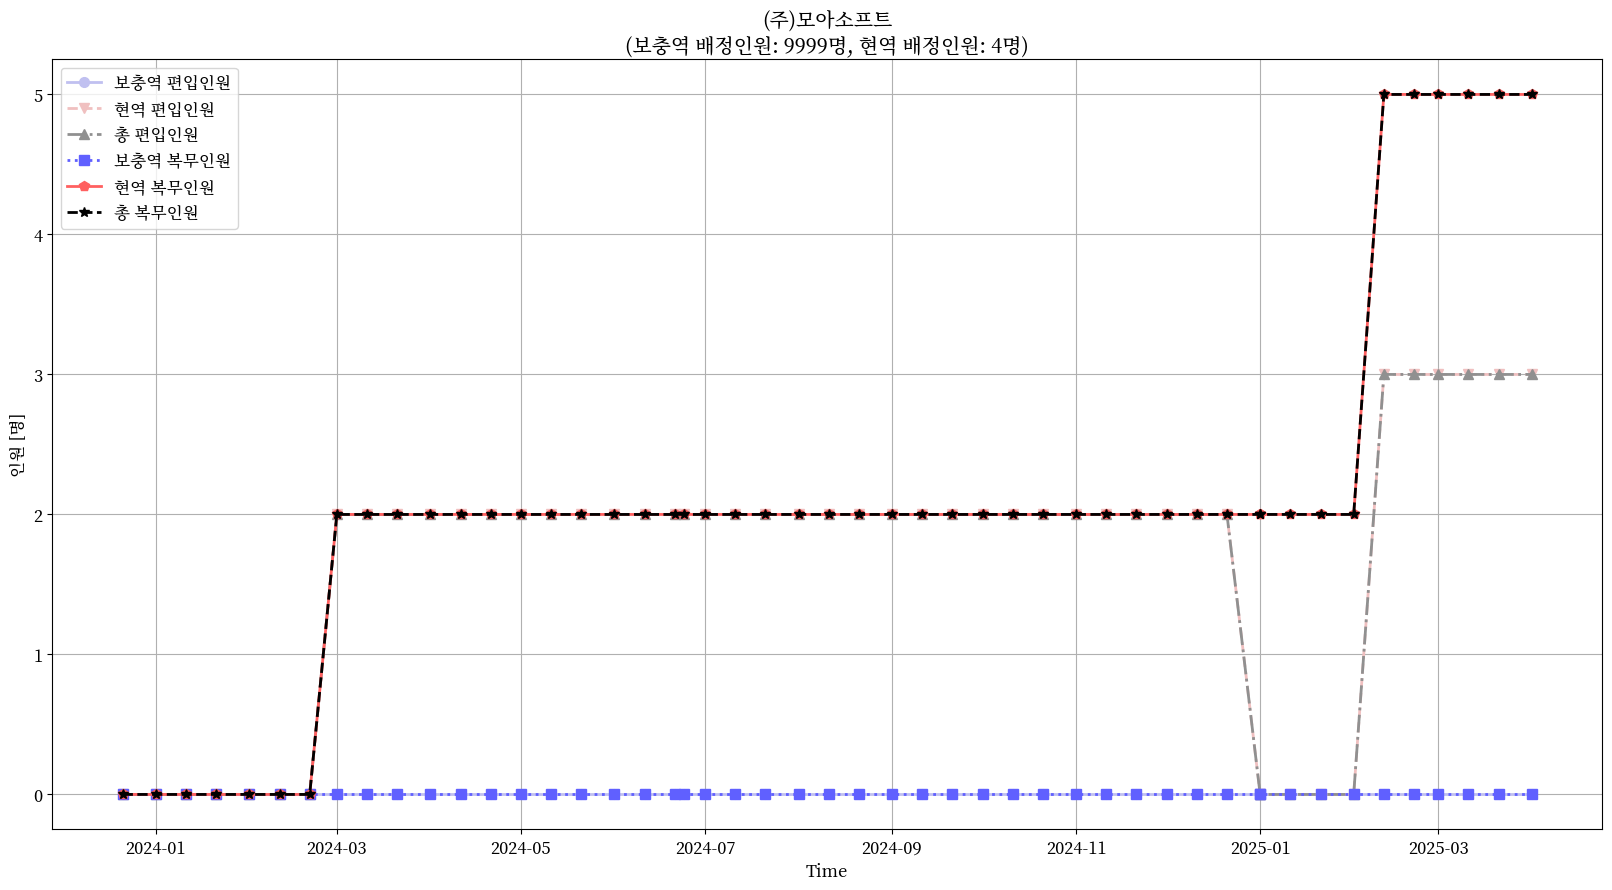 (주)모아소프트
(보충역 배정인원: 9999명, 현역 배정인원: 4명)
보충역 편입인원
현역 편입인원
총 편입인원
보충역 복무인원
현역 복무인원
총 복무인원
인원 [명]
5
4
3
2
1
0
2024-01
2024-03
2024-05
2024-07
2024-09
2024-11
2025-01
2025-03
Time